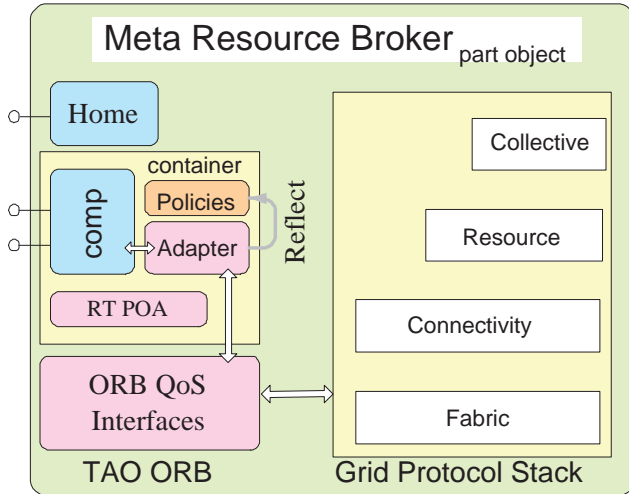 Meta Resource Broker
part object
Home
container
comp
Policies
Adapter
Reflect
RT POA
ORB QoS
Interfaces
TAO ORB
Collective
Resource
Connectivity
Fabric
Grid Protocol Stack